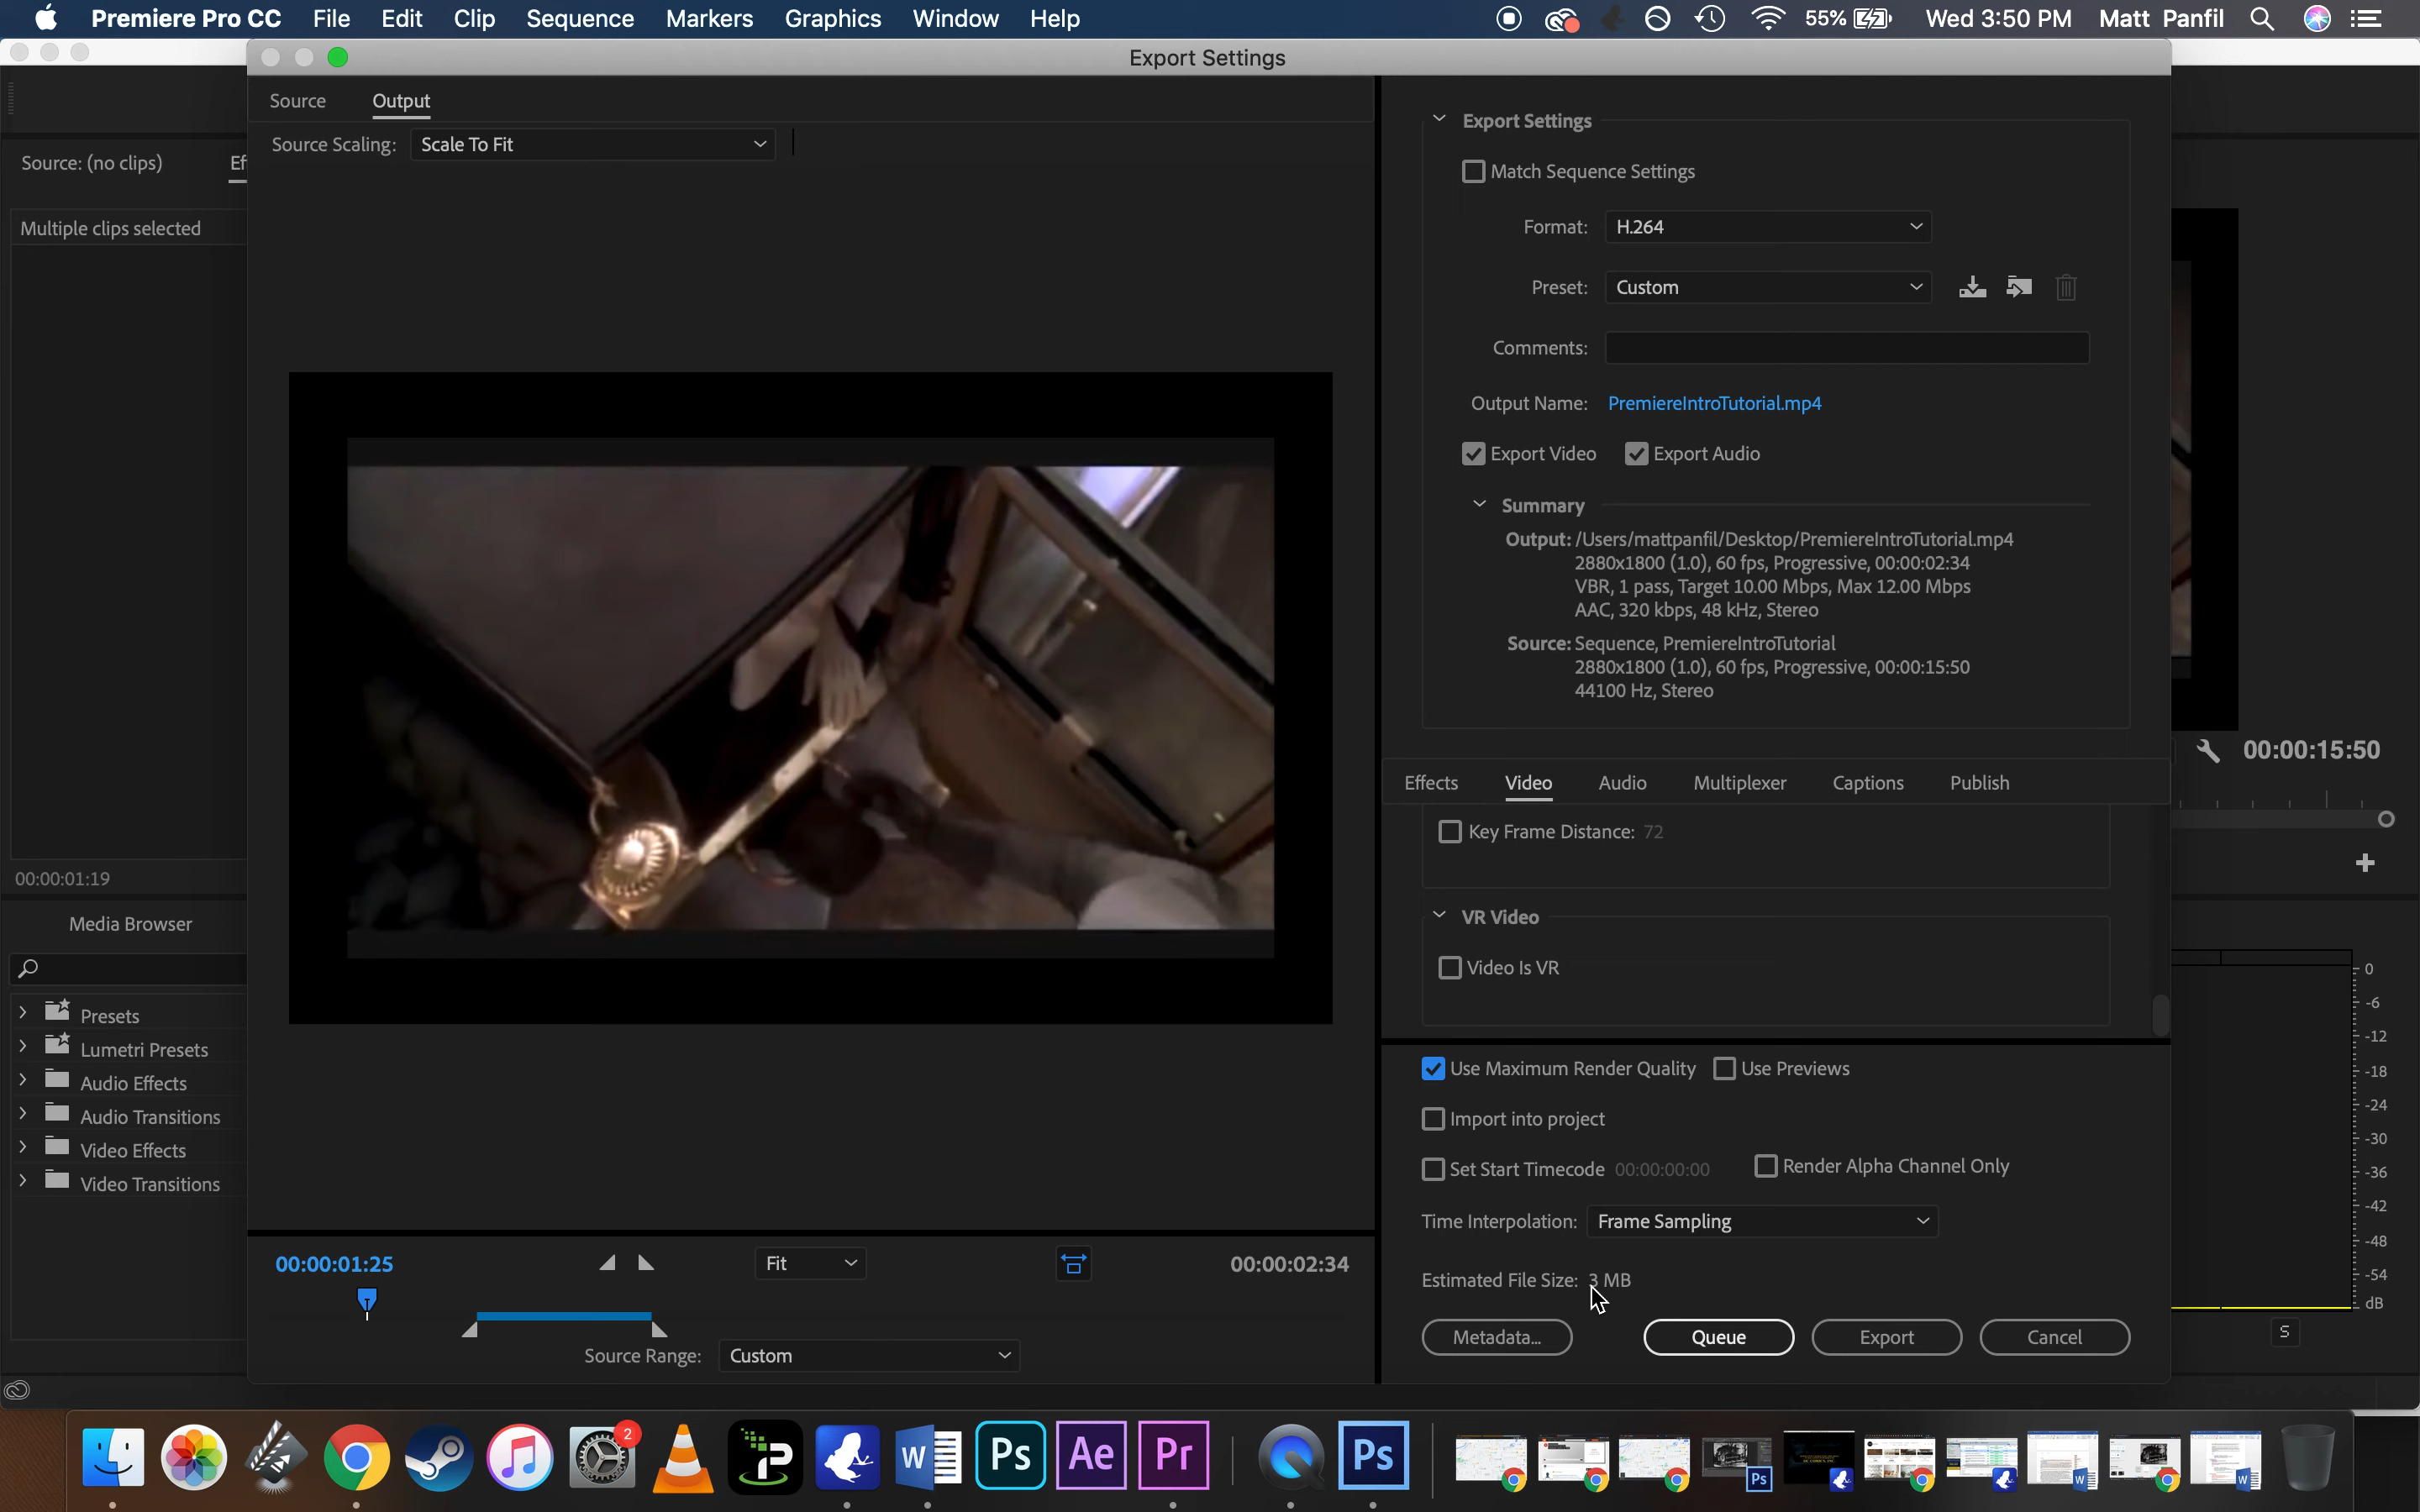 Premiere Pro CC File Edit Clip Sequence Markers Graphics Window Help 55% Wed 3:50 PM Matt Panfil
Export Settings
Source Output
Source Scaling: Scale To Fit
Source: (no clips) Ef
Multiple clips selected
00:00:01:19
Media Browser
Presets
Lumetri Presets
Audio Effects
Audio Transitions
Video Effects
Video Transitions
00:00:01:25 Fit 00:00:02:34
Source Range: Custom
Export Settings
Match Sequence Settings
Format: H.264
Preset: Custom
Comments:
Output Name: PremiereIntroTutorial.mp4
Export Video Export Audio
Summary
Output: /Users/mattpanfil/Desktop/PremiereIntroTutorial.mp4
2880x1800 (1.0), 60 fps, Progressive, 00:00:02:34
VBR, 1 pass, Target 10.00 Mbps, Max 12.00 Mbps
AAC, 320 kbps, 48 kHz, Stereo
Source: Sequence, PremiereIntroTutorial
2880x1800 (1.0), 60 fps, Progressive, 00:00:15:50
44100 Hz, Stereo
Effects Video Audio Multiplexer Captions Publish
Key Frame Distance: 72
VR Video
Video Is VR
Use Maximum Render Quality Use Previews
Import into project
Set Start Timecode 00:00:00:00 Render Alpha Channel Only
Time Interpolation: Frame Sampling
Estimated File Size: 3 MB
Metadata... Queue Export Cancel
00:00:15:50
0
-6
-12
-18
-24
-30
-36
-42
-48
-54
dB
S
2
W Ps Ae Pr Ps
Ps W W